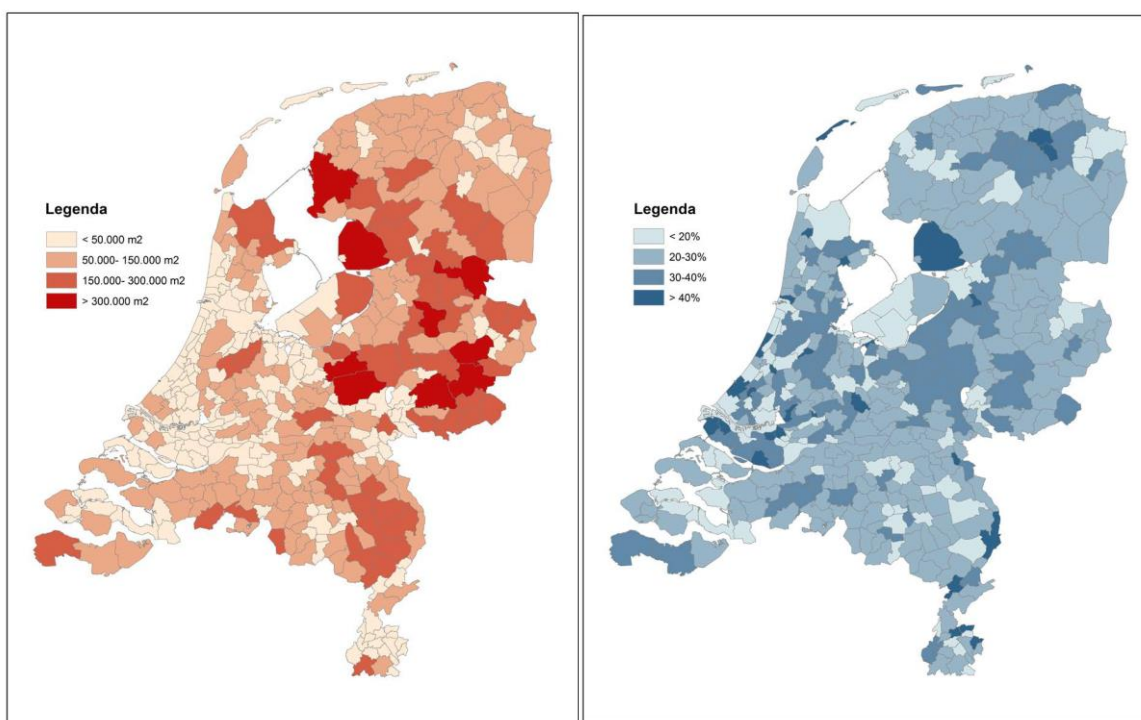 Legenda
< 50.000 m2
50.000- 150.000 m2
150.000- 300.000 m2
> 300.000 m2
Legenda
< 20%
20-30%
30-40%
> 40%